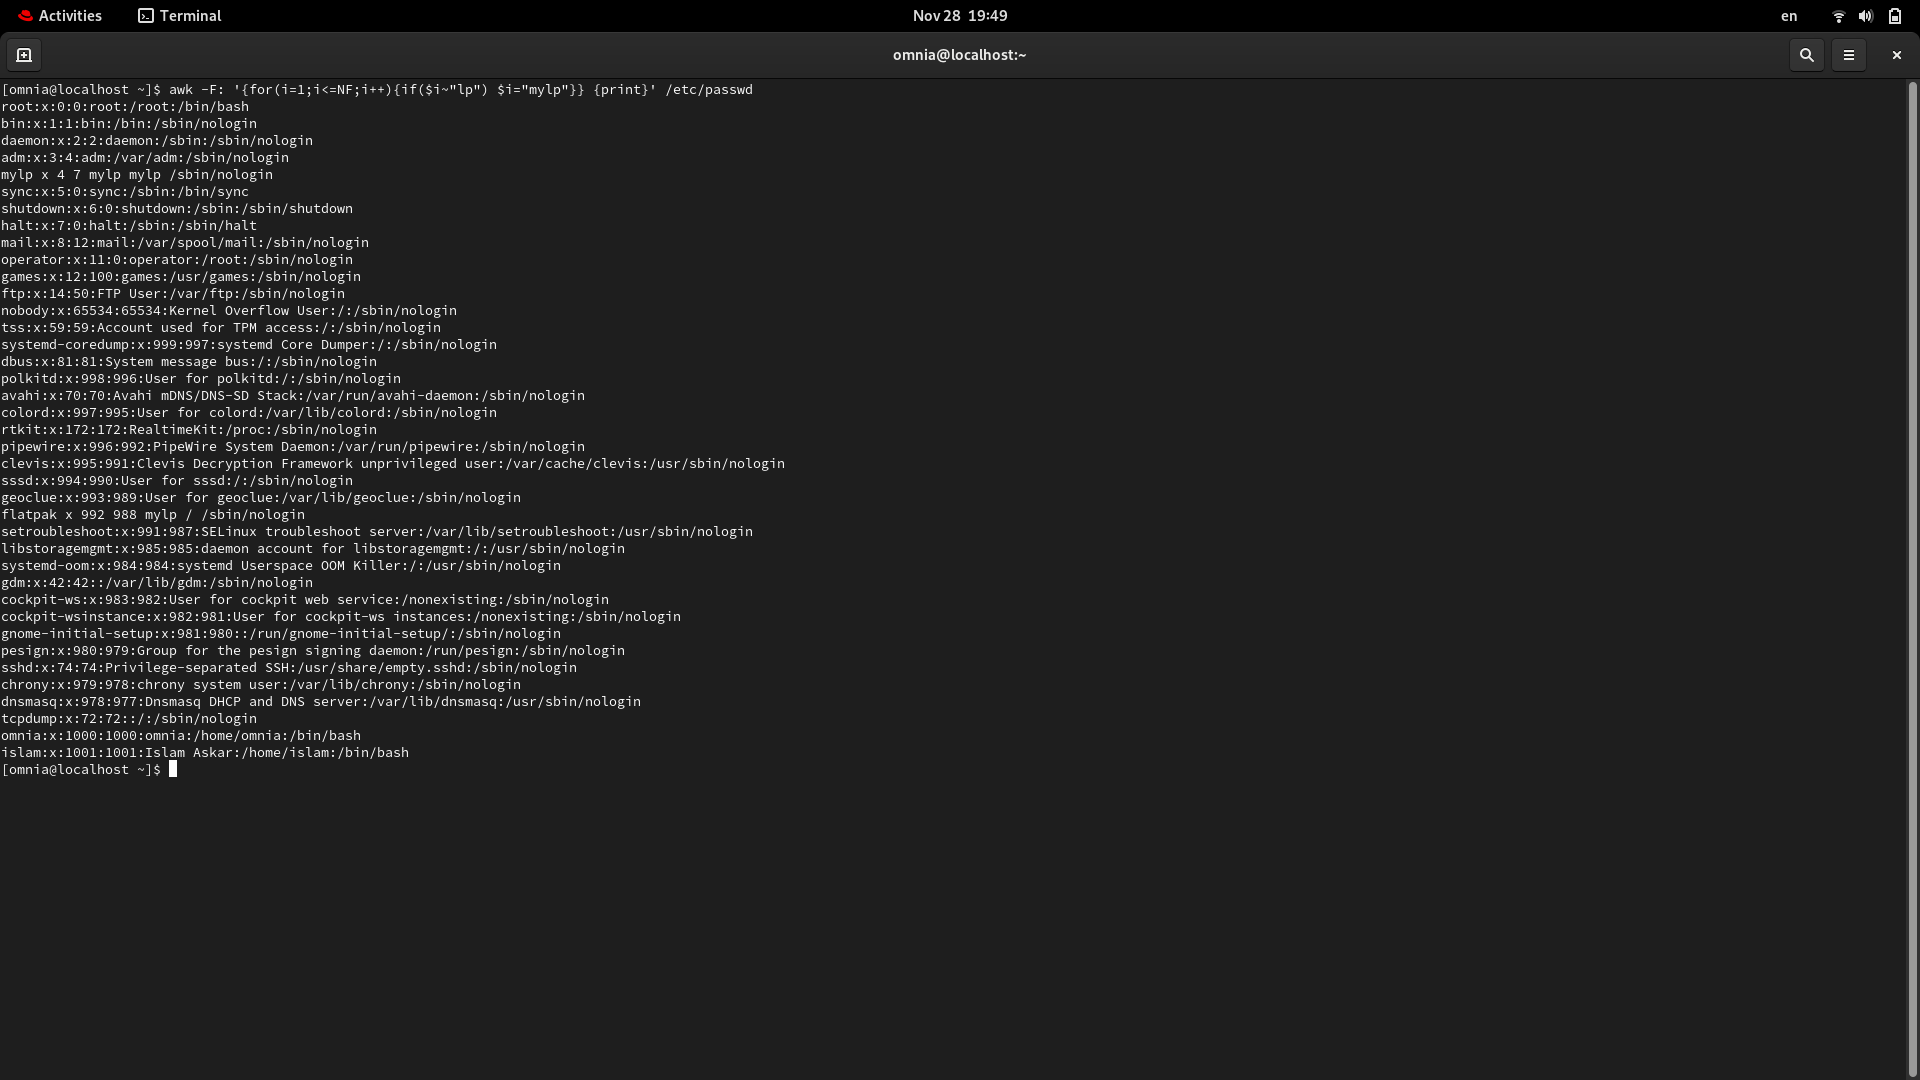 Activities
Terminal
Nov 28 19:49
en
omnia@localhost:~
[omnia@localhost ~]$ awk -F: '{for(i=1;i<=NF;i++){if($i~"lp") $i="mylp"}} {print}' /etc/passwd
root:x:0:0:root:/root:/bin/bash
bin:x:1:1:bin:/bin:/sbin/nologin
daemon:x:2:2:daemon:/sbin:/sbin/nologin
adm:x:3:4:adm:/var/adm:/sbin/nologin
mylp x 4 7 mylp mylp /sbin/nologin
sync:x:5:0:sync:/sbin:/bin/sync
shutdown:x:6:0:shutdown:/sbin:/sbin/shutdown
halt:x:7:0:halt:/sbin:/sbin/halt
mail:x:8:12:mail:/var/spool/mail:/sbin/nologin
operator:x:11:0:operator:/root:/sbin/nologin
games:x:12:100:games:/usr/games:/sbin/nologin
ftp:x:14:50:FTP User:/var/ftp:/sbin/nologin
nobody:x:65534:65534:Kernel Overflow User:/:/sbin/nologin
tss:x:59:59:Account used for TPM access:/:/sbin/nologin
systemd-coredump:x:999:997:systemd Core Dumper:/:/sbin/nologin
dbus:x:81:81:System message bus:/:/sbin/nologin
polkitd:x:998:996:User for polkitd:/:/sbin/nologin
avahi:x:70:70:Avahi mDNS/DNS-SD Stack:/var/run/avahi-daemon:/sbin/nologin
colord:x:997:995:User for colord:/var/lib/colord:/sbin/nologin
rtkit:x:172:172:RealtimeKit:/proc:/sbin/nologin
pipewire:x:996:992:PipeWire System Daemon:/var/run/pipewire:/sbin/nologin
clevis:x:995:991:Clevis Decryption Framework unprivileged user:/var/cache/clevis:/usr/sbin/nologin
sssd:x:994:990:User for sssd:/:/sbin/nologin
geoclue:x:993:989:User for geoclue:/var/lib/geoclue:/sbin/nologin
flatpak x 992 988 mylp / /sbin/nologin
setroubleshoot:x:991:987:SELinux troubleshoot server:/var/lib/setroubleshoot:/usr/sbin/nologin
libstoragemgmt:x:985:985:daemon account for libstoragemgmt:/:/usr/sbin/nologin
systemd-oom:x:984:984:systemd Userspace OOM Killer:/:/usr/sbin/nologin
gdm:x:42:42::/var/lib/gdm:/sbin/nologin
cockpit-ws:x:983:982:User for cockpit web service:/nonexisting:/sbin/nologin
cockpit-wsinstance:x:982:981:User for cockpit-ws instances:/nonexisting:/sbin/nologin
gnome-initial-setup:x:981:980::/run/gnome-initial-setup/:/sbin/nologin
pesign:x:980:979:Group for the pesign signing daemon:/run/pesign:/sbin/nologin
sshd:x:74:74:Privilege-separated SSH:/usr/share/empty.sshd:/sbin/nologin
chrony:x:979:978:chrony system user:/var/lib/chrony:/sbin/nologin
dnsmasq:x:978:977:Dnsmasq DHCP and DNS server:/var/lib/dnsmasq:/usr/sbin/nologin
tcpdump:x:72:72::/:/sbin/nologin
omnia:x:1000:1000:omnia:/home/omnia:/bin/bash
islam:x:1001:1001:Islam Askar:/home/islam:/bin/bash
[omnia@localhost ~]$